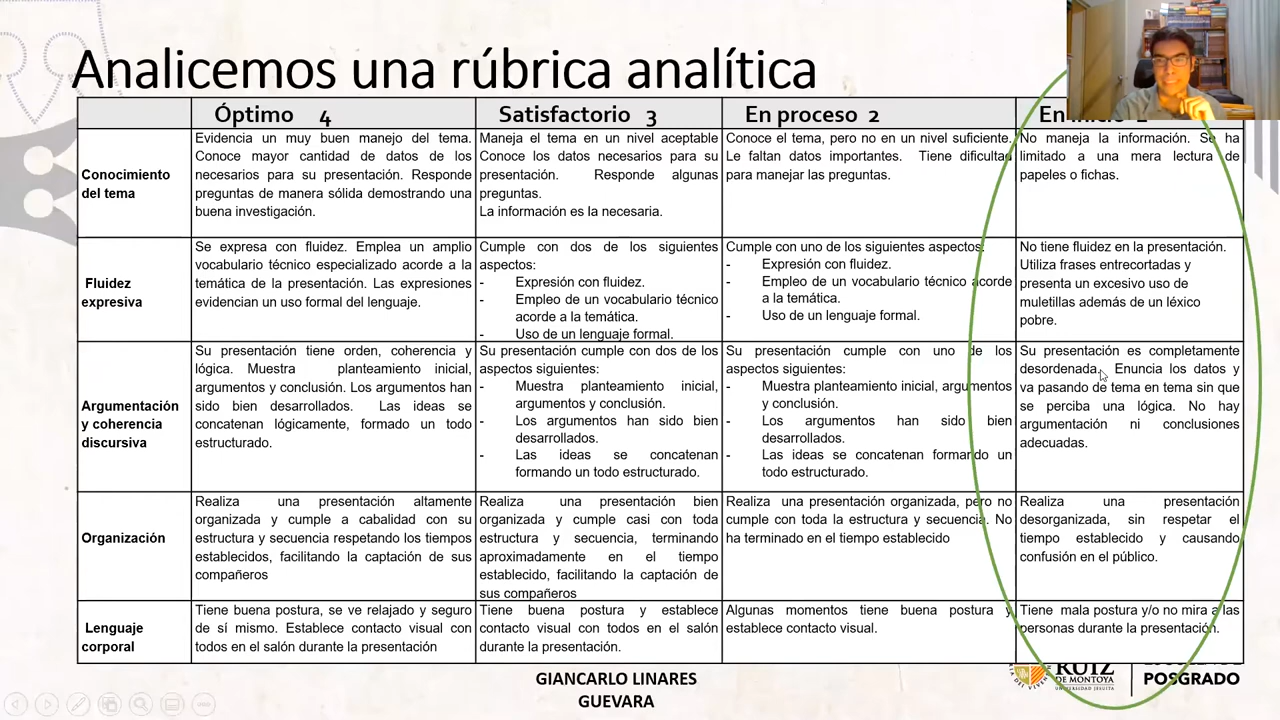 Analicemos una rúbrica analítica
Óptimo 4
Satisfactorio 3
En proceso 2
Conocimiento
del tema
Evidencia un muy buen manejo del tema.
Conoce mayor cantidad de datos de los
necesarios para su presentación. Responde
preguntas de manera sólida demostrando una
buena investigación.
Maneja el tema en un nivel aceptable
Conoce los datos necesarios para su
presentación. Responde algunas
preguntas.
La información es la necesaria.
Conoce el tema, pero no en un nivel suficiente.
Le faltan datos importantes. Tiene dificultad
para manejar las preguntas.
No maneja la información. Se ha
limitado a una mera lectura de
papeles o fichas.
Fluidez
expresiva
Se expresa con fluidez. Emplea un amplio
vocabulario técnico especializado acorde a la
temática de la presentación. Las expresiones
evidencian un uso formal del lenguaje.
Cumple con dos de los siguientes
aspectos:
- Expresión con fluidez.
- Empleo de un vocabulario técnico
acorde a la temática.
- Uso de un lenguaje formal.
Cumple con uno de los siguientes aspectos:
- Expresión con fluidez.
- Empleo de un vocabulario técnico acorde
a la temática.
- Uso de un lenguaje formal.
No tiene fluidez en la presentación.
Utiliza frases entrecortadas y
presenta un excesivo uso de
muletillas además de un léxico
pobre.
Argumentación
y coherencia
discursiva
Su presentación tiene orden, coherencia y
lógica. Muestra planteamiento inicial,
argumentos y conclusión. Los argumentos han
sido bien desarrollados. Las ideas se
concatenan lógicamente, formado un todo
estructurado.
Su presentación cumple con dos de los
aspectos siguientes:
- Muestra planteamiento inicial,
argumentos y conclusión.
- Los argumentos han sido bien
desarrollados.
- Las ideas se concatenan
formando un todo estructurado.
Su presentación cumple con uno de los
aspectos siguientes:
- Muestra planteamiento inicial, argumentos
y conclusión.
- Los argumentos han sido bien
desarrollados.
- Las ideas se concatenan formando un
todo estructurado.
Su presentación es completamente
desordenada. Enuncia los datos y
va pasando de tema en tema sin que
se perciba una lógica. No hay
argumentación ni conclusiones
adecuadas.
Organización
Realiza una presentación altamente
organizada y cumple a cabalidad con su
estructura y secuencia respetando los tiempos
establecidos, facilitando la captación de sus
compañeros
Realiza una presentación bien
organizada y cumple casi con toda
estructura y secuencia, terminando
aproximadamente en el tiempo
establecido, facilitando la captación de
sus compañeros
Realiza una presentación organizada, pero no
cumple con toda la estructura y secuencia. No
ha terminado en el tiempo establecido
Realiza una presentación
desorganizada, sin respetar el
tiempo establecido y causando
confusión en el público.
Lenguaje
corporal
Tiene buena postura, se ve relajado y seguro
de sí mismo. Establece contacto visual con
todos en el salón durante la presentación
Tiene buena postura y establece
contacto visual con todos en el salón
durante la presentación.
Algunas momentos tiene buena postura y
establece contacto visual.
Tiene mala postura y/o no mira a las
personas durante la presentación.
GIANCARLO LINARES
GUEVARA
RUIZ
DE MONTOYA
UNIVERSIDAD JESUITA
POSGRADO